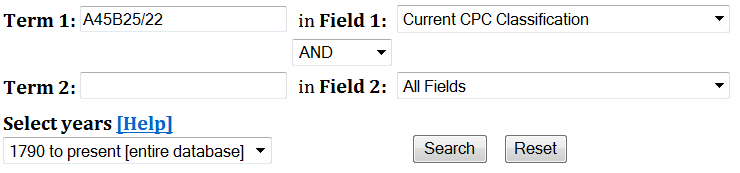 Term 1: A45B25/22 in Field 1: Current CPC Classification
AND
Term 2: in Field 2: All Fields
Select years [Help]
1790 to present [entire database] Search Reset